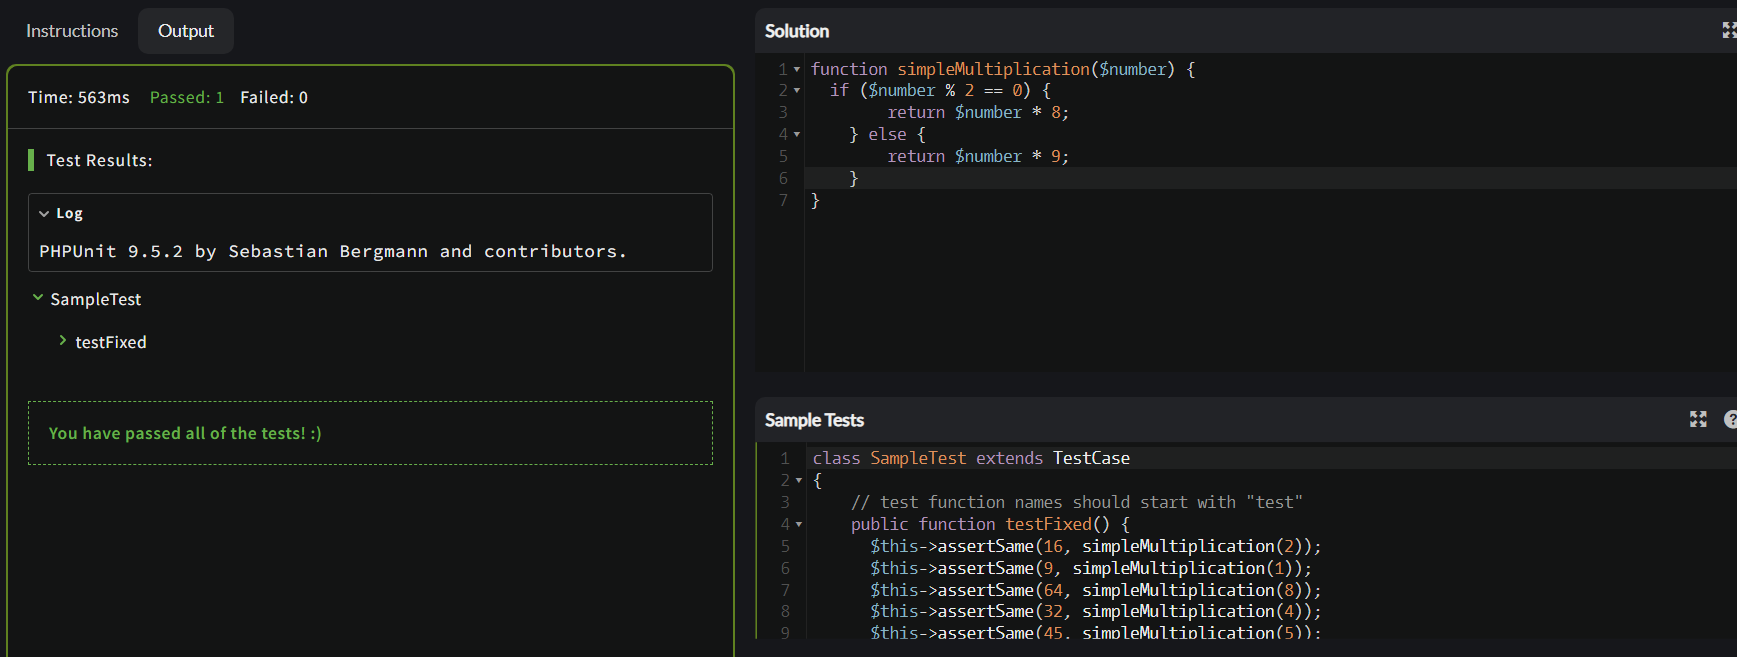 Instructions
Output
Time: 563ms Passed: 1 Failed: 0
Test Results:
Log
PHPUnit 9.5.2 by Sebastian Bergmann and contributors.
SampleTest
testFixed
You have passed all of the tests! :)
Solution
1 function simpleMultiplication($number) {
2   if ($number % 2 == 0) {
3         return $number * 8;
4     } else {
5         return $number * 9;
6     }
7 }
Sample Tests
?
1 class SampleTest extends TestCase
2 {
3     // test function names should start with "test"
4     public function testFixed() {
5       $this->assertSame(16, simpleMultiplication(2));
6       $this->assertSame(9, simpleMultiplication(1));
7       $this->assertSame(64, simpleMultiplication(8));
8       $this->assertSame(32, simpleMultiplication(4));
9       $this->assertSame(45, simpleMultiplication(5));